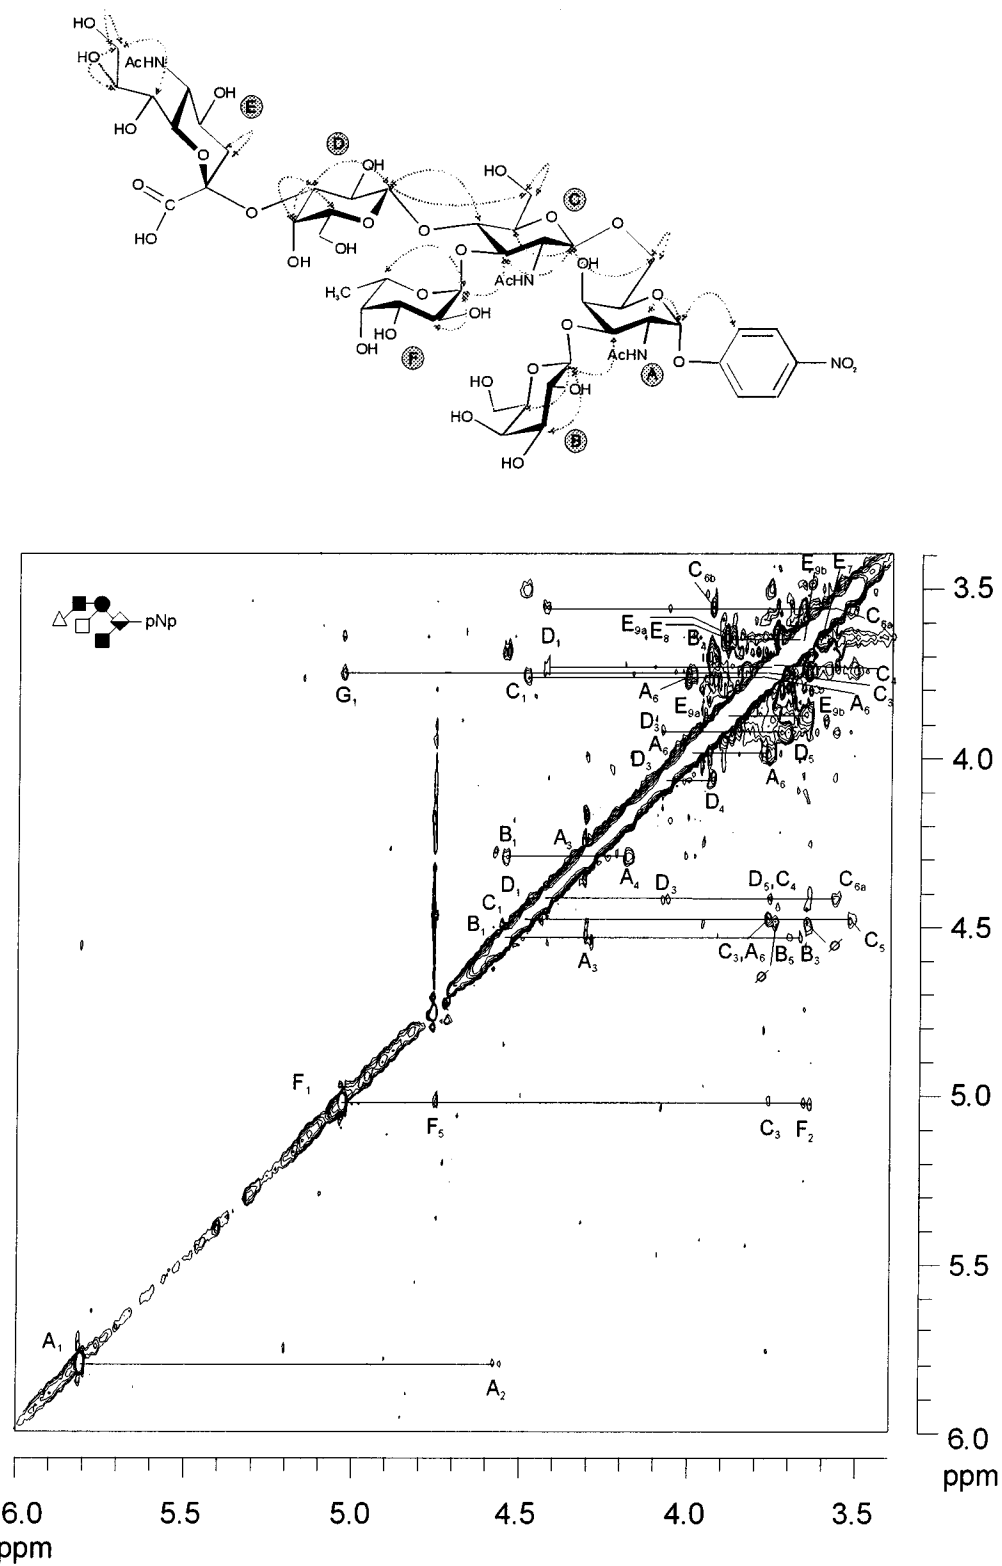 HO
HO
AcHN
OH
E
HO
O
D
OH
HO
O
C
O
C
O
O
O
O
HO
OH
OH
O
AcHN
OH
H₃C
O
O
OH
O
HO
OH
F
O
AcHN
A
O
NO₂
O
HO
OH
HO
B
HO
pNp
E9b E7
3.5
C6b
C6a
E9a E8
B
D1
G1
C1
A6
C4
C3
E9a
A6
E9b
D3
A6
D5
4.0
D3
A6
D4
B1
A3
A4
D1
D3
D5,C4
C6a
C1
4.5
B1
A3
C3,A6
B5
B3
C5
∅
∅
F1
5.0
F5
C3
F2
5.5
A1
A2
6.0
ppm
6.0
5.5
5.0
4.5
4.0
3.5
ppm